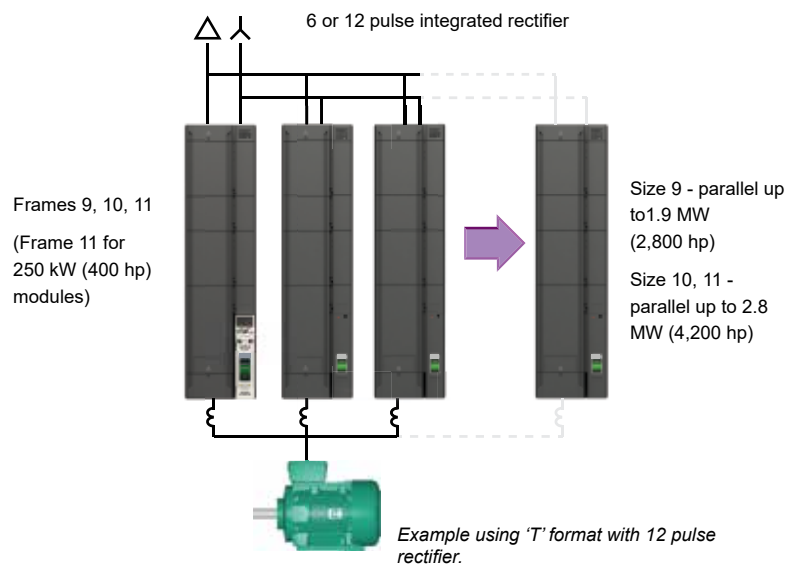 6 or 12 pulse integrated rectifier
Frames 9, 10, 11
(Frame 11 for
250 kW (400 hp)
modules)
Size 9 - parallel up
to1.9 MW
(2,800 hp)
Size 10, 11 -
parallel up to 2.8
MW (4,200 hp)
Example using ‘T’ format with 12 pulse
rectifier.